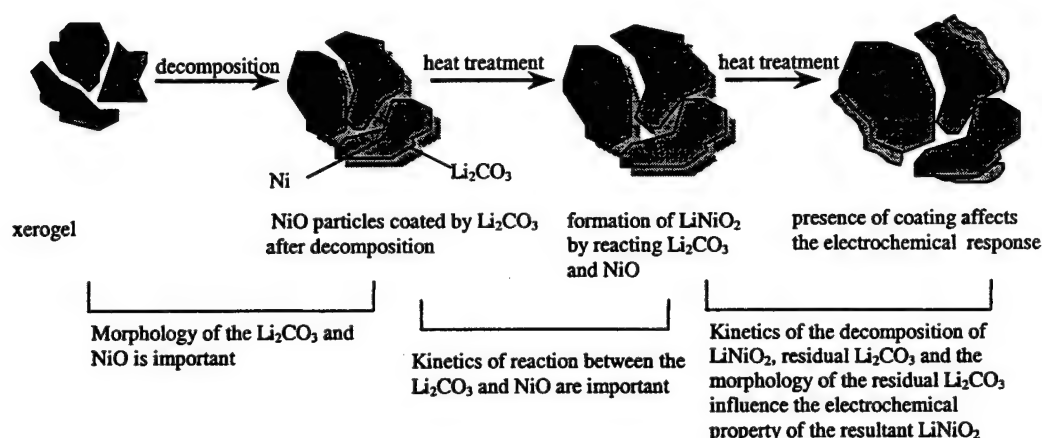 decomposition
heat treatment
heat treatment
Ni
Li₂CO₃
xerogel
NiO particles coated by Li₂CO₃
after decomposition
formation of LiNiO₂
by reacting Li₂CO₃
and NiO
presence of coating affects
the electrochemical response
Morphology of the Li₂CO₃ and
NiO is important
Kinetics of reaction between the
Li₂CO₃ and NiO are important
Kinetics of the decomposition of
LiNiO₂, residual Li₂CO₃ and the
morphology of the residual Li₂CO₃
influence the electrochemical
property of the resultant LiNiO₂